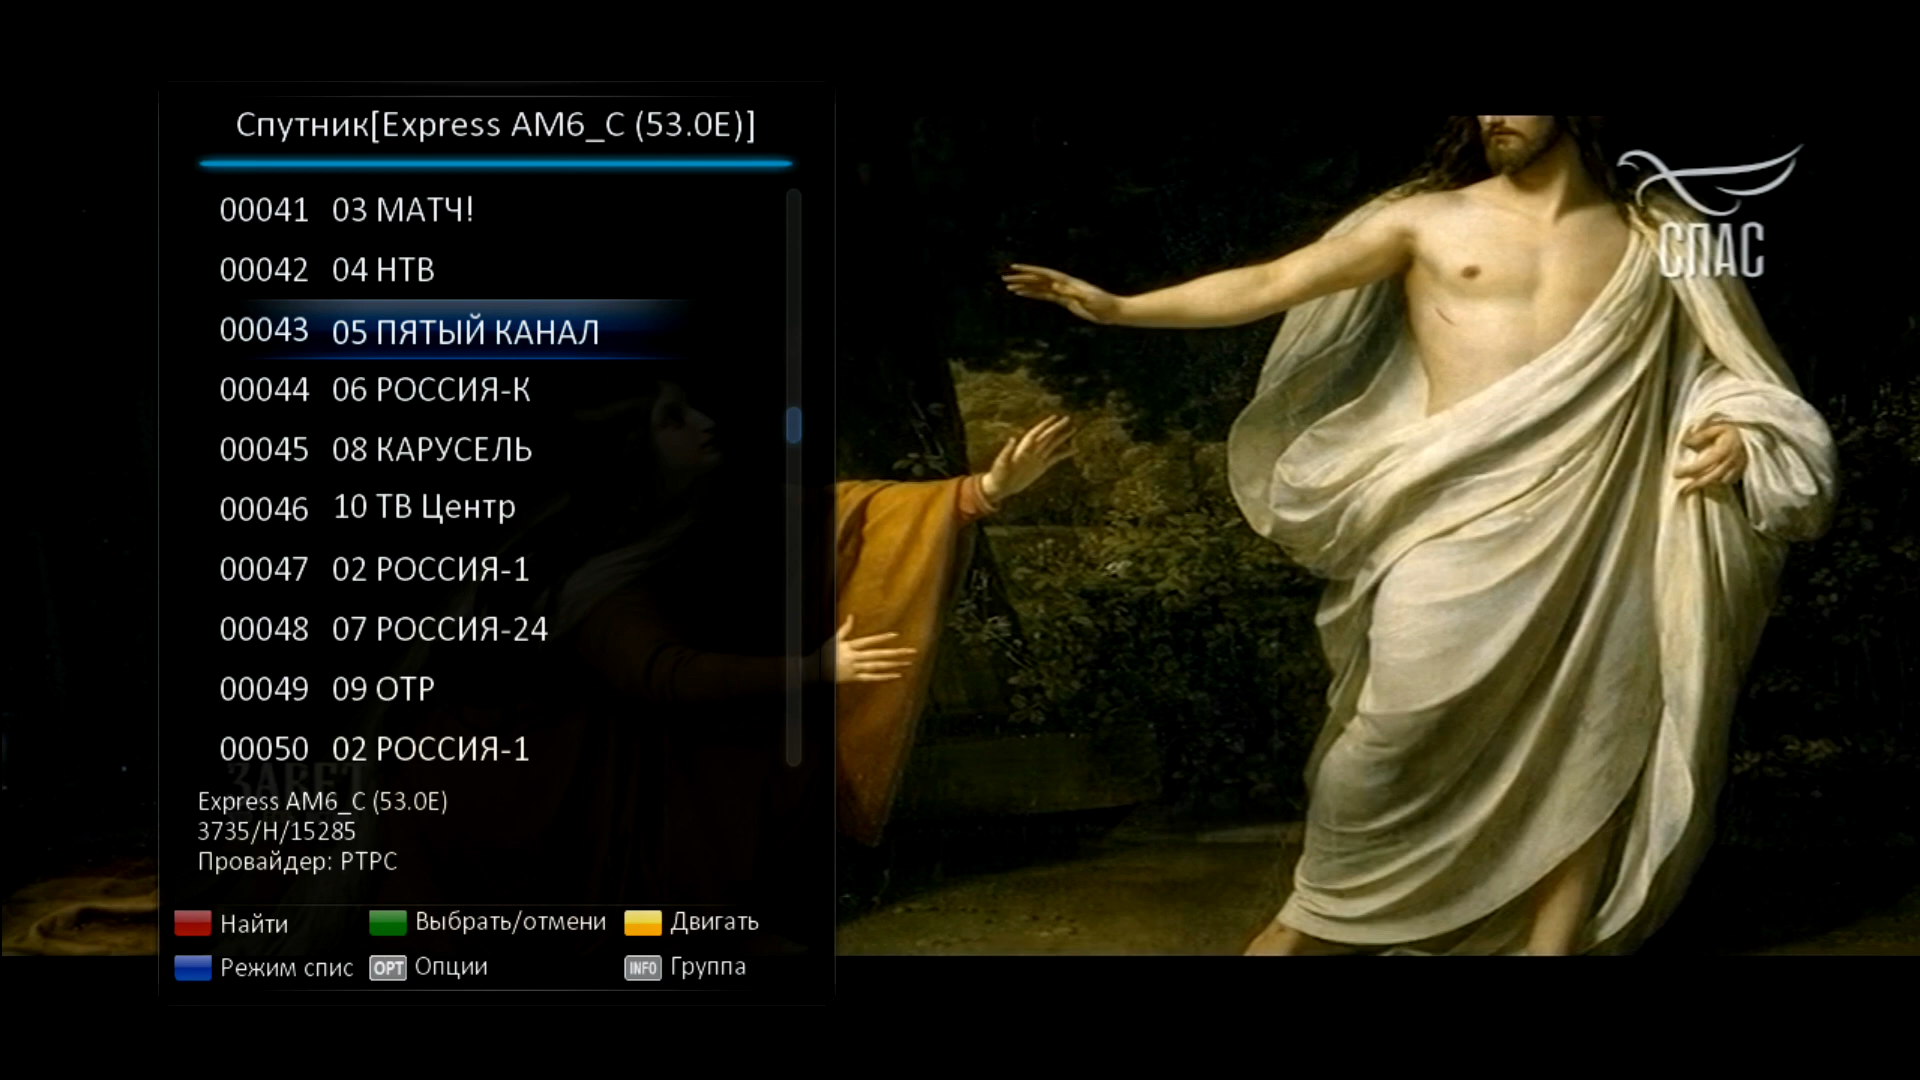 Спутник[Express AM6_C (53.0E)]
00041 03 МАТЧ!
00042 04 НТВ
00043 05 ПЯТЫЙ КАНАЛ
00044 06 РОССИЯ-К
00045 08 КАРУСЕЛЬ
00046 10 ТВ Центр
00047 02 РОССИЯ-1
00048 07 РОССИЯ-24
00049 09 ОТР
00050 02 РОССИЯ-1
ЗАВЕТ
Express AM6_C (53.0E)
3735/H/15285
Провайдер: РТРС
Найти Выбрать/отмени Двигать
Режим спис OPT Опции INFO Группа
СПАС